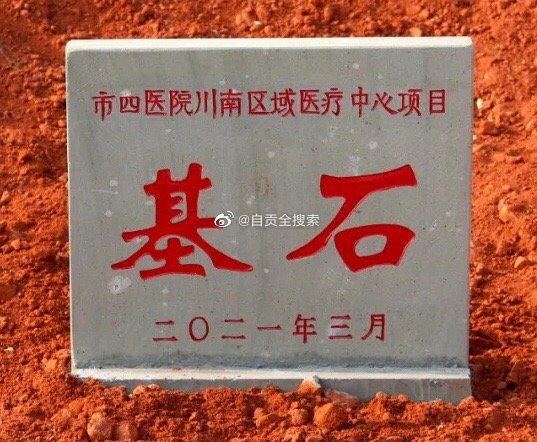 市四医院川南区域医疗中心项目
基石
@自贡全搜索
二〇二一年三月